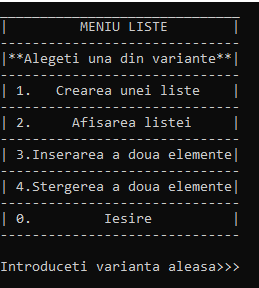 MENIU LISTE
**Alegeti una din variante**
1. Crearea unei liste
2. Afisarea listei
3.Inserarea a doua elemente
4.Stergerea a doua elemente
0. Iesire
Introduceti varianta aleasa>>>